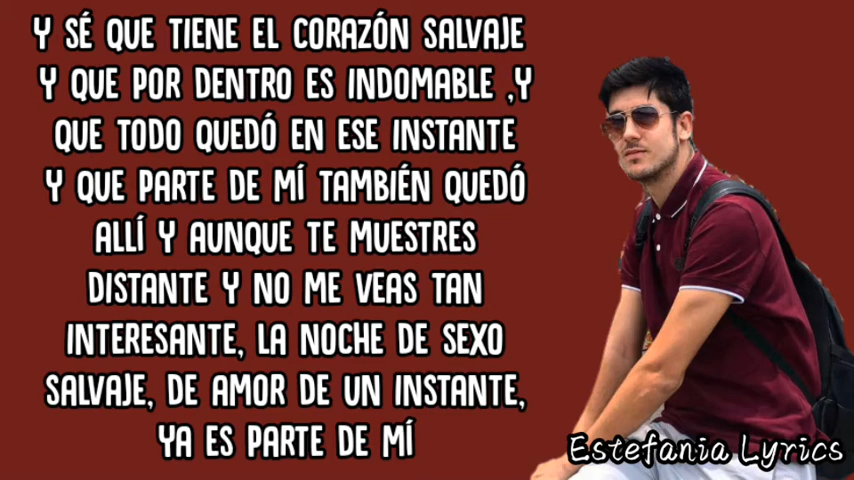 Y SÉ QUE TIENE EL CORAZÓN SALVAJE
Y QUE POR DENTRO ES INDOMABLE ,Y
QUE TODO QUEDÓ EN ESE INSTANTE
Y QUE PARTE DE MÍ TAMBIÉN QUEDÓ
ALLÍ Y AUNQUE TE MUESTRES
DISTANTE Y NO ME VEAS TAN
INTERESANTE, LA NOCHE DE SEXO
SALVAJE, DE AMOR DE UN INSTANTE,
YA ES PARTE DE MÍ
Estefania Lyrics